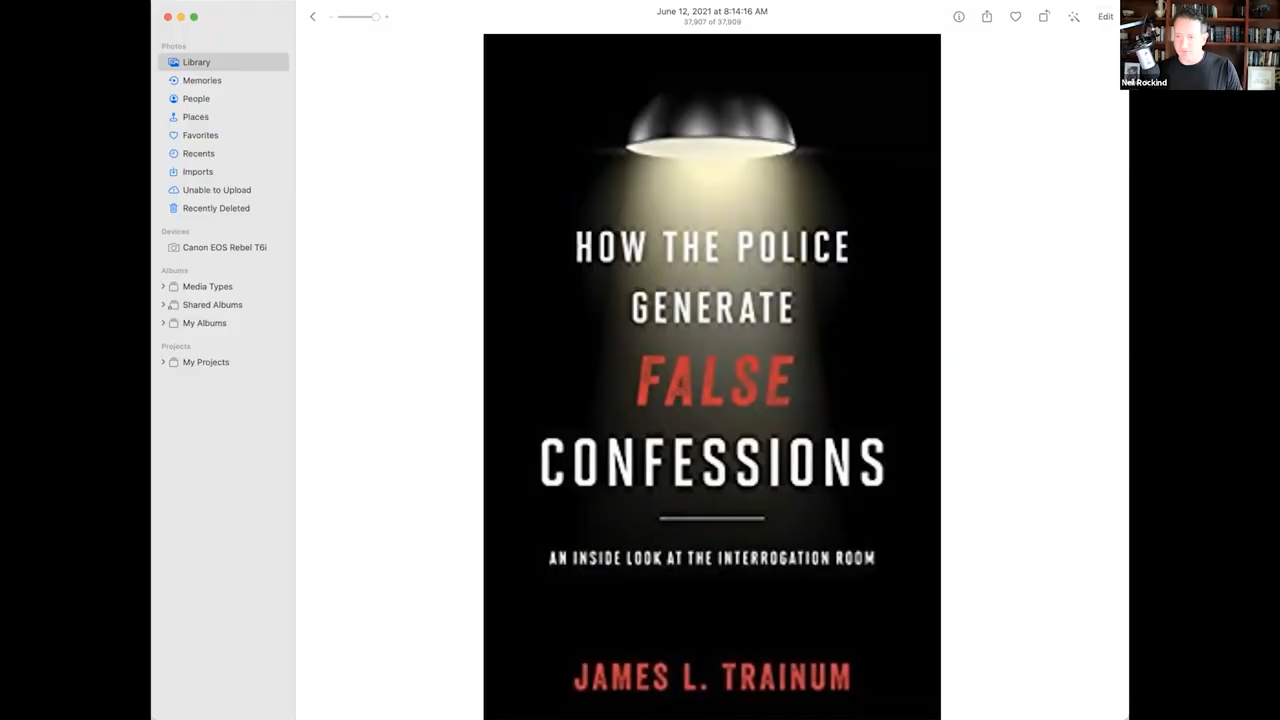 Photos
Library
Memories
People
Places
Favorites
Recents
Imports
Unable to Upload
Recently Deleted
Devices
Canon EOS Rebel T6i
Albums
Media Types
Shared Albums
My Albums
Projects
My Projects
June 12, 2021 at 8:14:16 AM
37,907 of 37,909
Edit
HOW THE POLICE
GENERATE
FALSE
CONFESSIONS
AN INSIDE LOOK AT THE INTERROGATION ROOM
JAMES L. TRAINUM
Neil Rockind